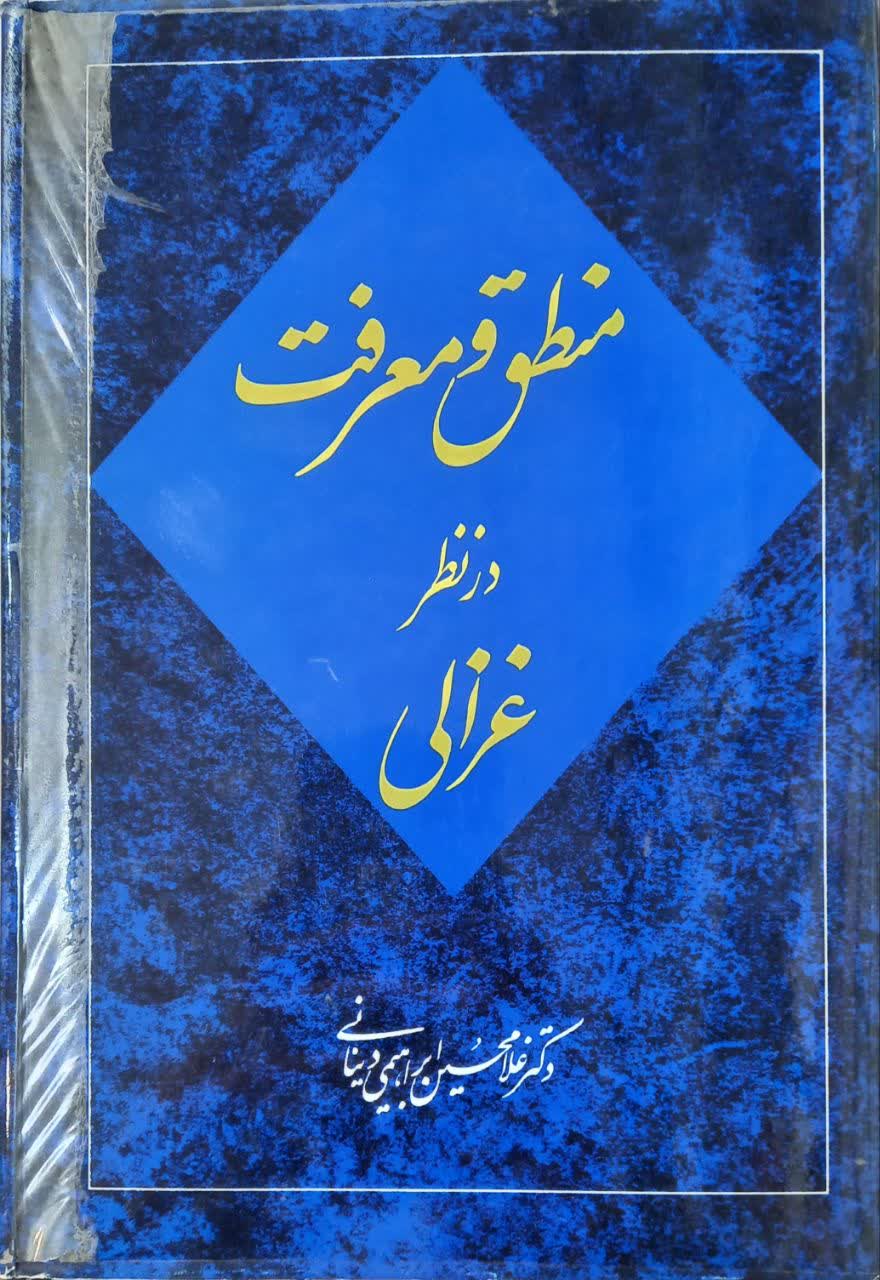 منطق و معرفت
در نظر
غزالی
دکتر غلامحسین ابراهیمی دینانی